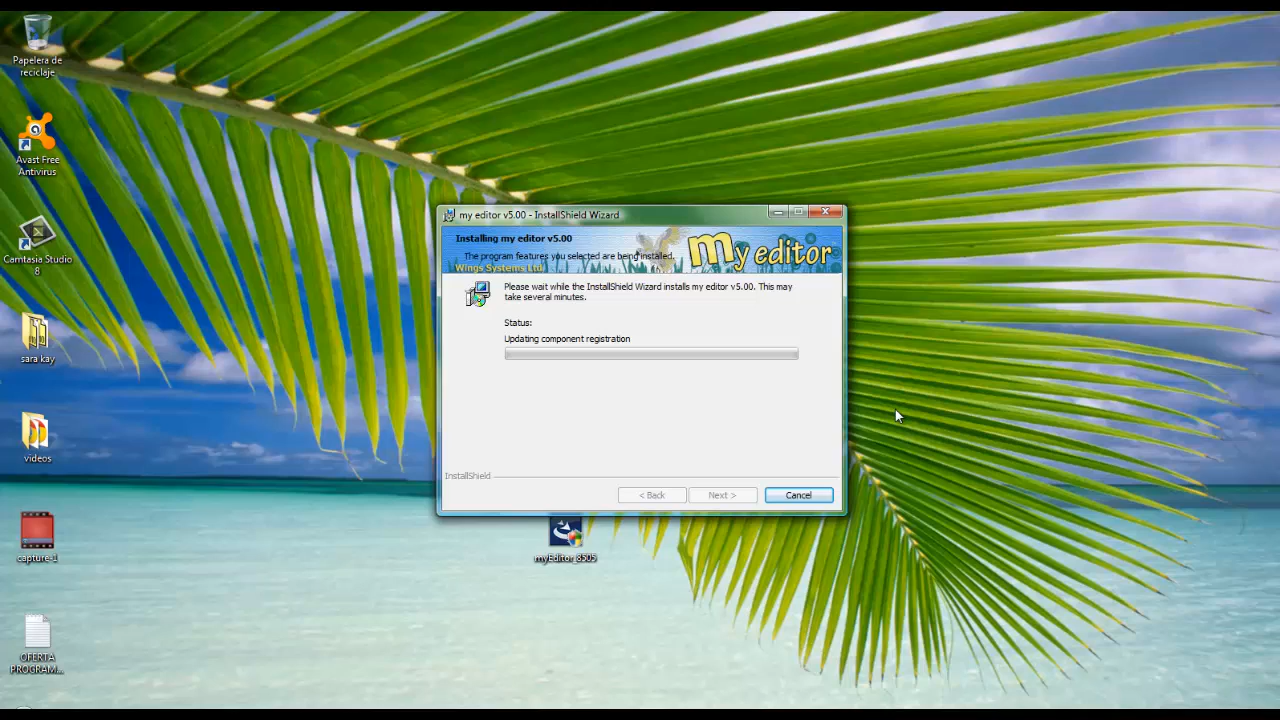 Papelera de
reciclaje
Avast Free
Antivirus
Camtasia Studio
8
sara kay
videos
capture-1
OFERTA
PROGRAM...
my editor v5.00 - InstallShield Wizard
Installing my editor v5.00
The program features you selected are being installed.
Wings Systems Ltd.
my editor
Please wait while the InstallShield Wizard installs my editor v5.00. This may
take several minutes.
Status:
Updating component registration
InstallShield
< Back
Next >
Cancel
myEditor_8505